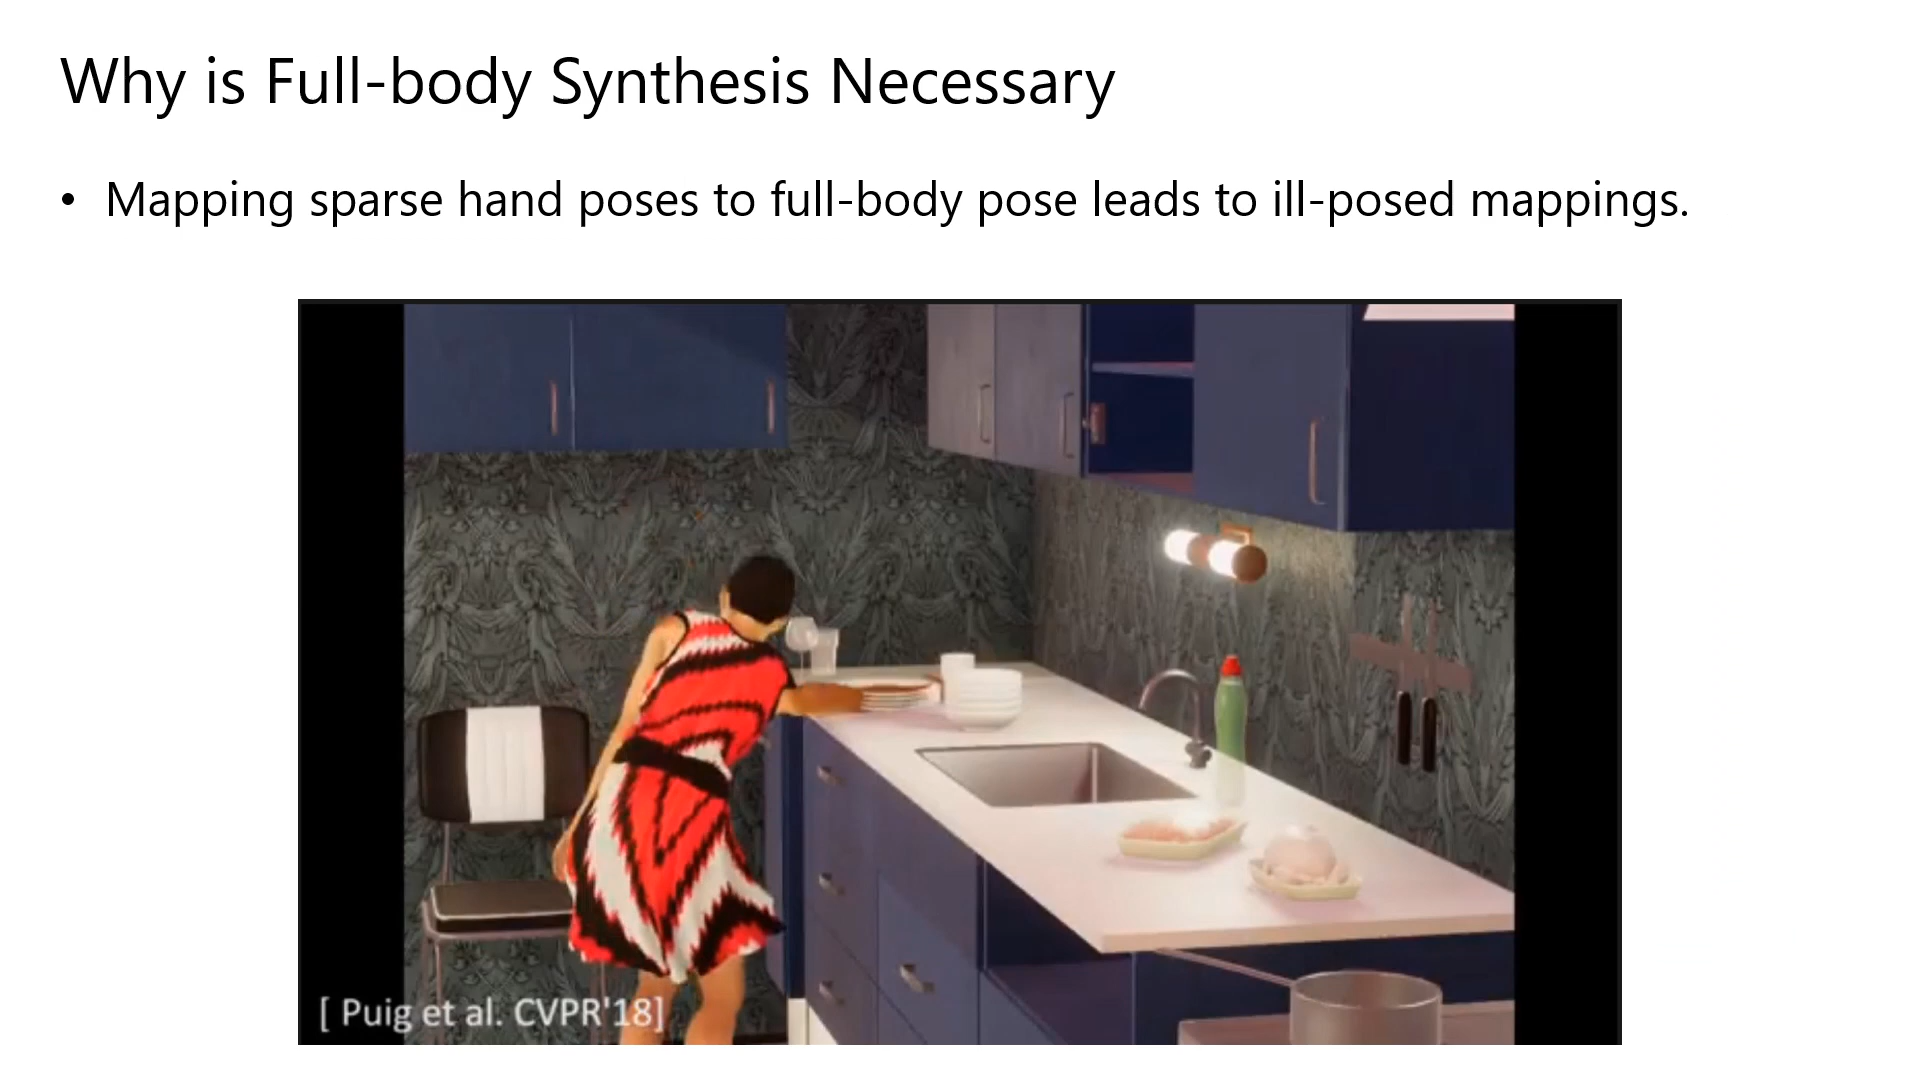 Why is Full-body Synthesis Necessary
• Mapping sparse hand poses to full-body pose leads to ill-posed mappings.
[ Puig et al. CVPR'18]